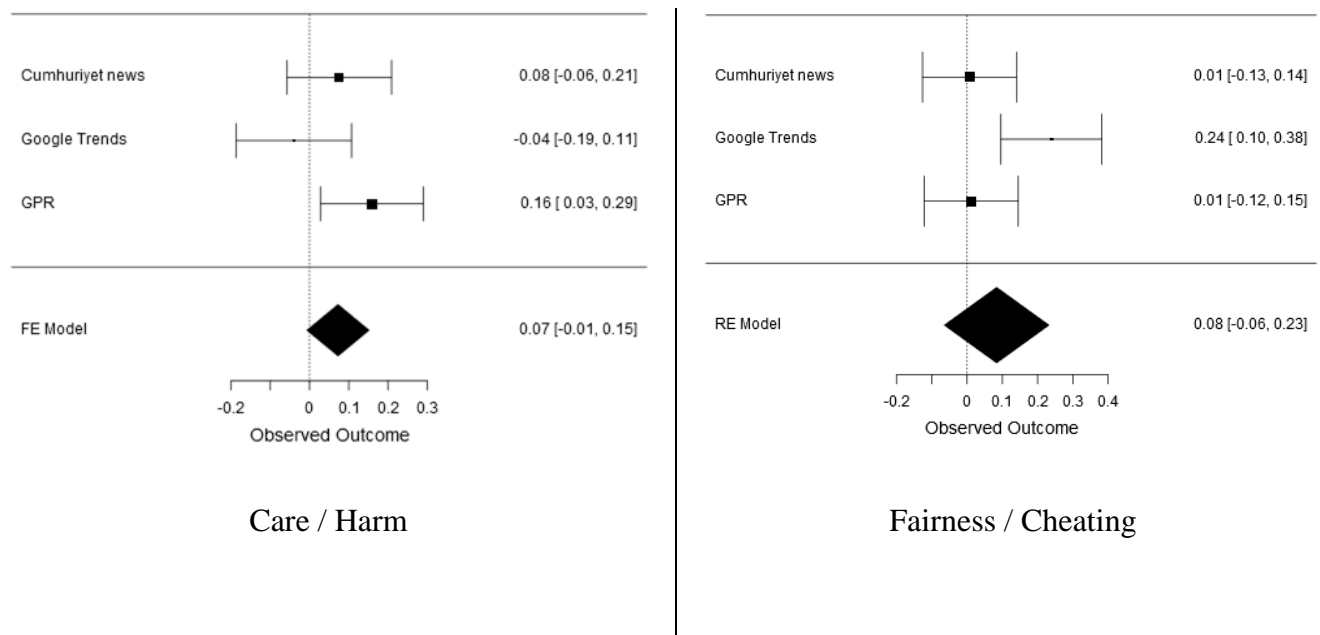 Cumhuriyet news 0.08 [-0.06, 0.21]
Google Trends -0.04 [-0.19, 0.11]
GPR 0.16 [ 0.03, 0.29]
FE Model 0.07 [-0.01, 0.15]
-0.2 0 0.1 0.2 0.3
Observed Outcome
Care / Harm
Cumhuriyet news 0.01 [-0.13, 0.14]
Google Trends 0.24 [ 0.10, 0.38]
GPR 0.01 [-0.12, 0.15]
RE Model 0.08 [-0.06, 0.23]
-0.2 0 0.1 0.2 0.3 0.4
Observed Outcome
Fairness / Cheating